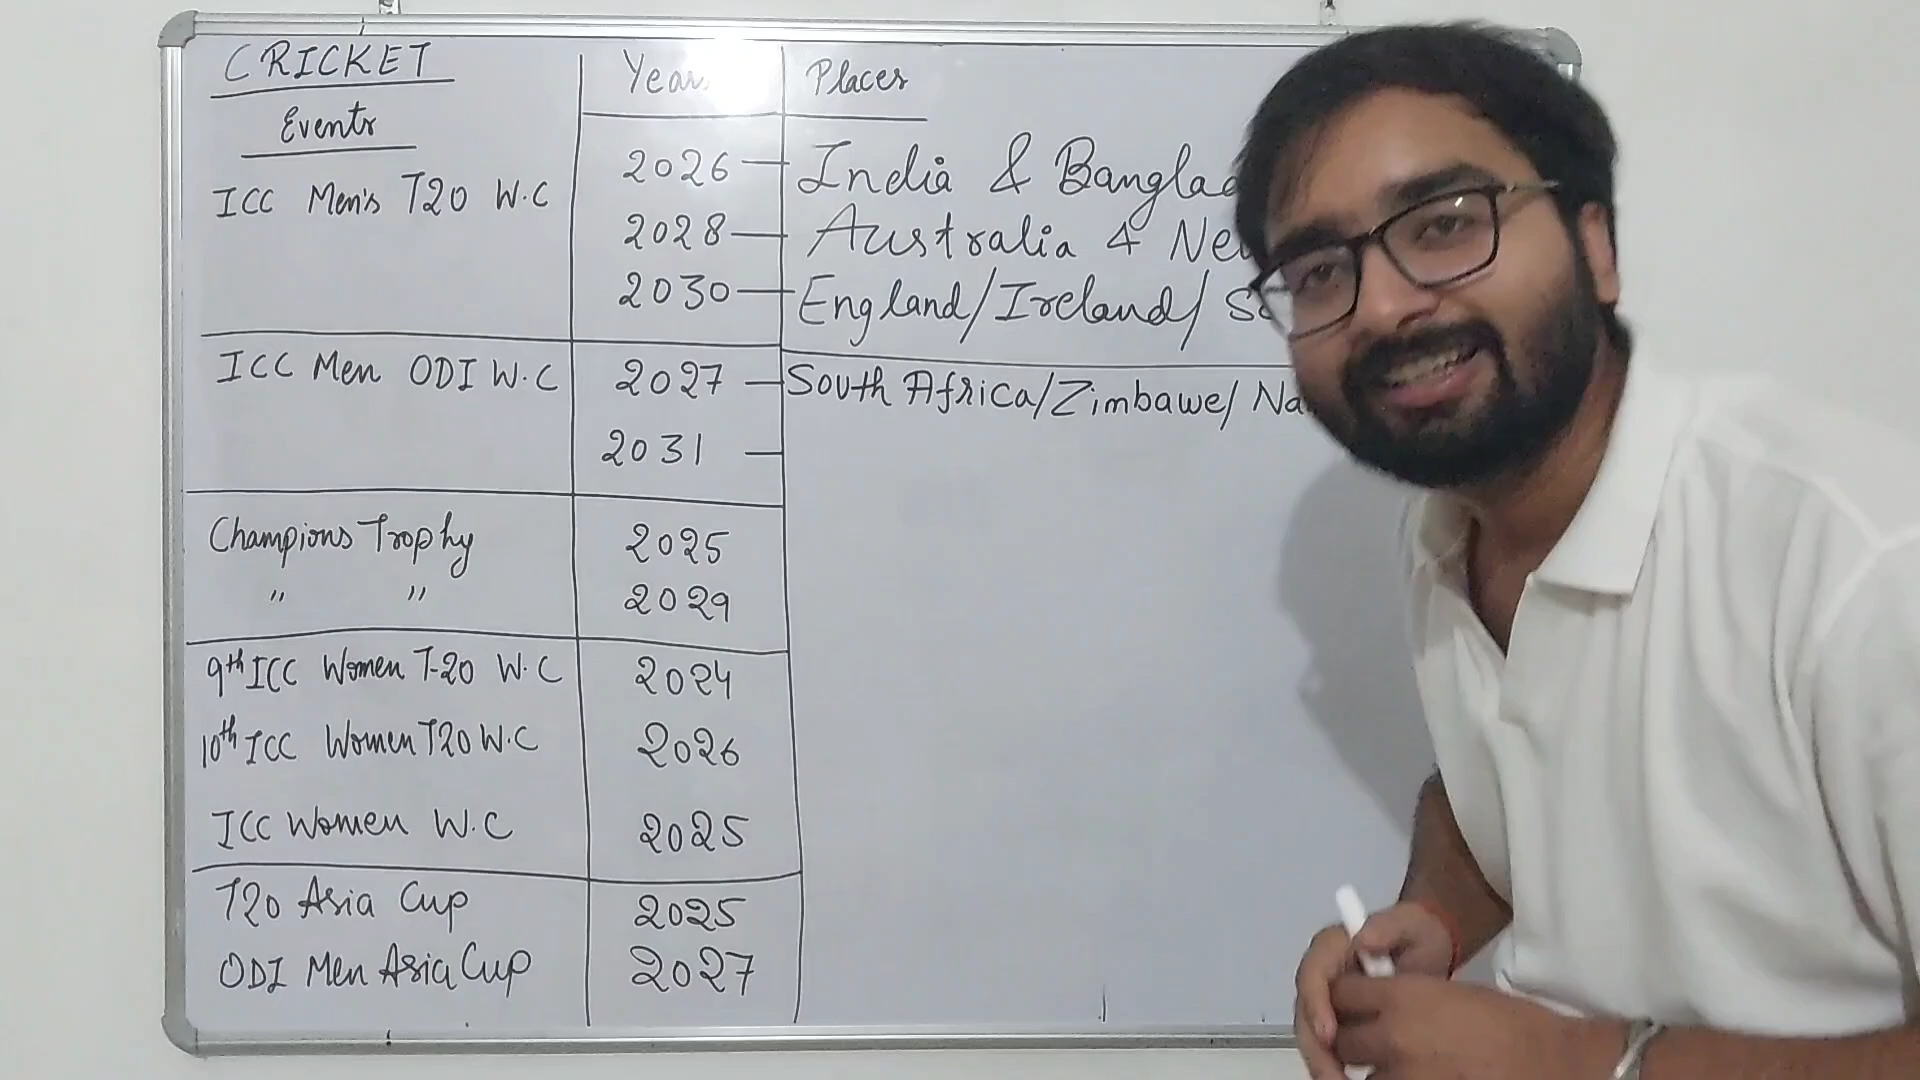 CRICKET
Events
Year
Places
ICC Men's T20 W.C
2026 — India & Banglad
2028 — Australia & Ne
2030 — England/Ireland/ S
ICC Men ODI W.C
2027 — South Africa/Zimbawe/ Na
2031 —
Champions Trophy 2025
" " 2029
9th ICC Women T-20 W.C 2024
10th ICC Women T20 W.C 2026
ICC Women W.C 2025
T20 Asia Cup 2025
ODI Men Asia Cup 2027